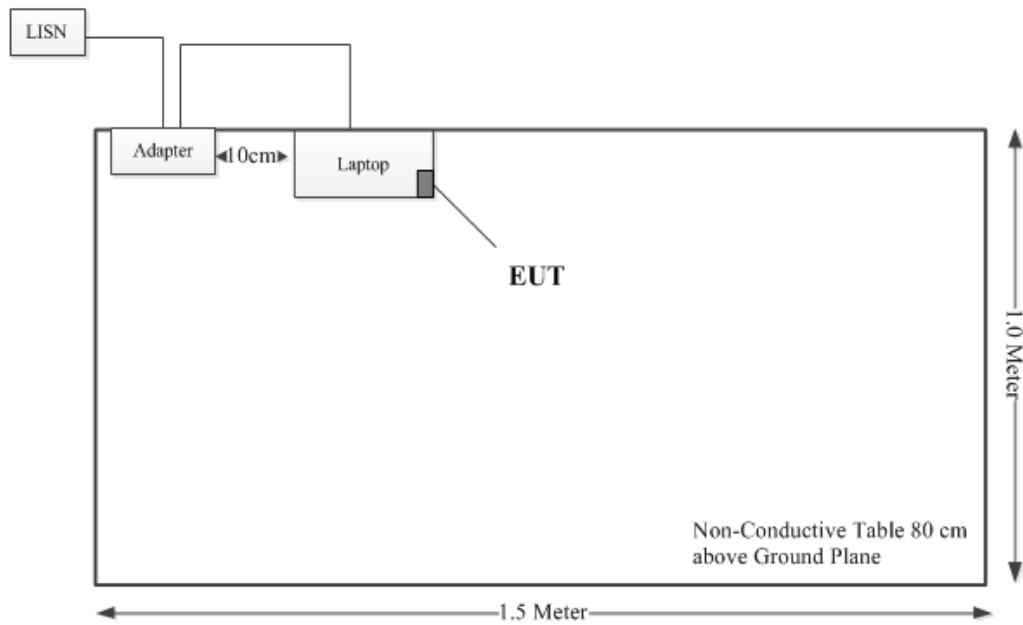 LISN
Adapter
10cm
Laptop
EUT
1.0 Meter
Non-Conductive Table 80 cm
above Ground Plane
1.5 Meter